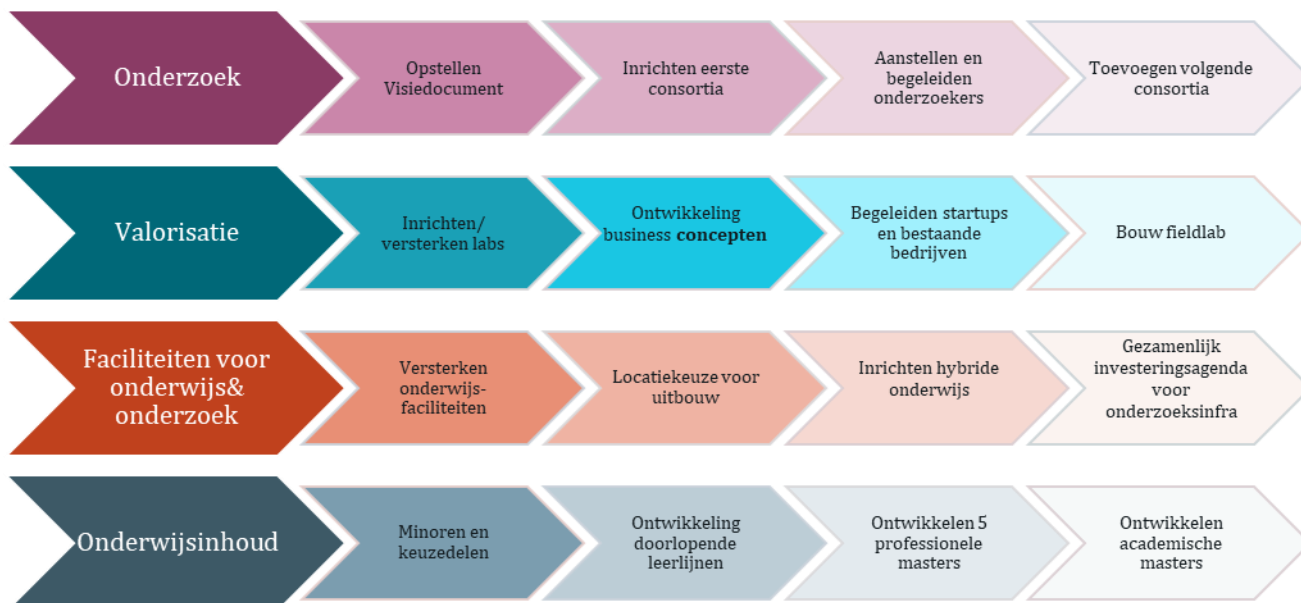 Onderzoek
Opstellen
Visiedocument
Inrichten eerste
consortia
Aanstellen en
begeleiden
onderzoekers
Toevoegen volgende
consortia
Valorisatie
Inrichten/
versterken labs
Ontwikkeling
business concepten
Begeleiden startups
en bestaande
bedrijven
Bouw fieldlab
Faciliteiten voor
onderwijs&
onderzoek
Versterken
onderwijs-
faciliteiten
Locatiekeuze voor
uitbouw
Inrichten hybride
onderwijs
Gezamenlijk
investeringsagenda
voor
onderzoeksinfra
Onderwijsinhoud
Minoren en
keuzedelen
Ontwikkeling
doorlopende
leerlijnen
Ontwikkelen 5
professionele
masters
Ontwikkelen
academische
masters